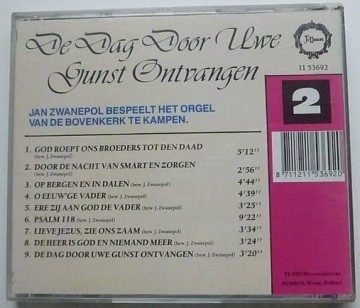 De Dag Door Uwe
Gunst Ontvangen
11 53692
JAN ZWANEPOL BESPEELT HET ORGEL
VAN DE BOVENKERK TE KAMPEN.
2
1. GOD ROEPT ONS BROEDERS TOT DEN DAAD 5'12''
(bew. J. Zwanepol)
2. DOOR DE NACHT VAN SMART EN ZORGEN 2'56''
(bew. J. Zwanepol)
3. OP BERGEN EN IN DALEN (bew. J. Zwanepol) 4'44''
4. O EEUW'GE VADER (bew. J. Zwanepol) 4'39''
5. ERE ZIJ AAN GOD DE VADER (bew. J. Zwanepol) 3'25''
6. PSALM 118 (bew. J. Zwanepol) 9'22''
7. LIEVE JEZUS, ZIE ONS ZAAM (bew. J. Zwanepol) 3'34''
8. DE HEER IS GOD EN NIEMAND MEER (bew. J. Zwanepol) 3'24''
9. DE DAG DOOR UWE GUNST ONTVANGEN (bew. J. Zwanepol) 3'20''
8 711211 536920